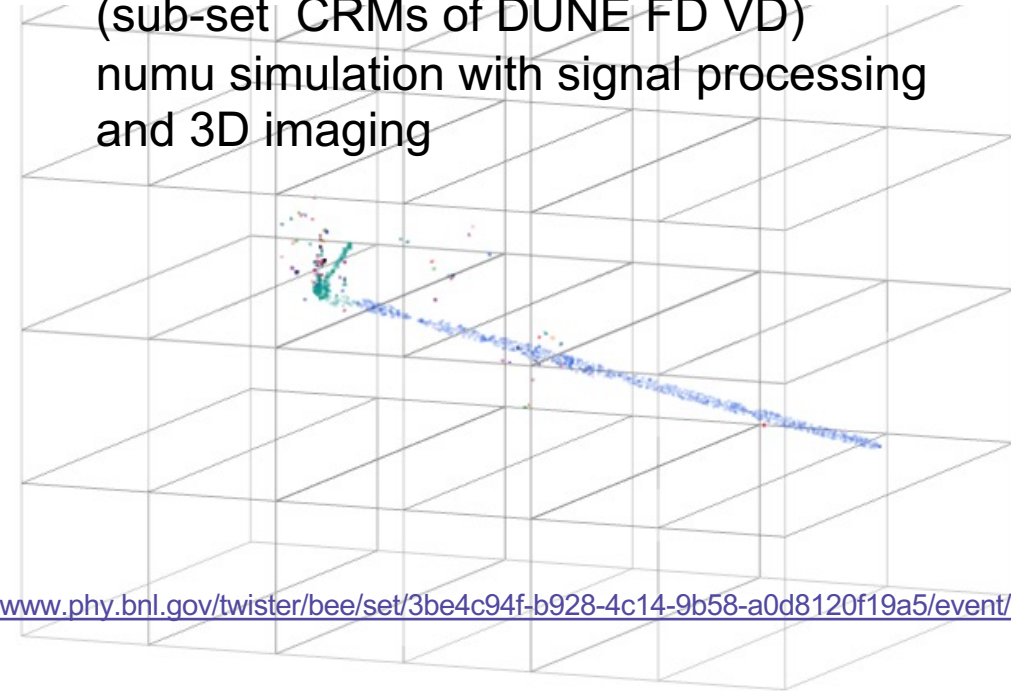 (sub-set CRMs of DUNE FD VD)
numu simulation with signal processing
and 3D imaging
www.phy.bnl.gov/twister/bee/set/3be4c94f-b928-4c14-9b58-a0d8120f19a5/event/